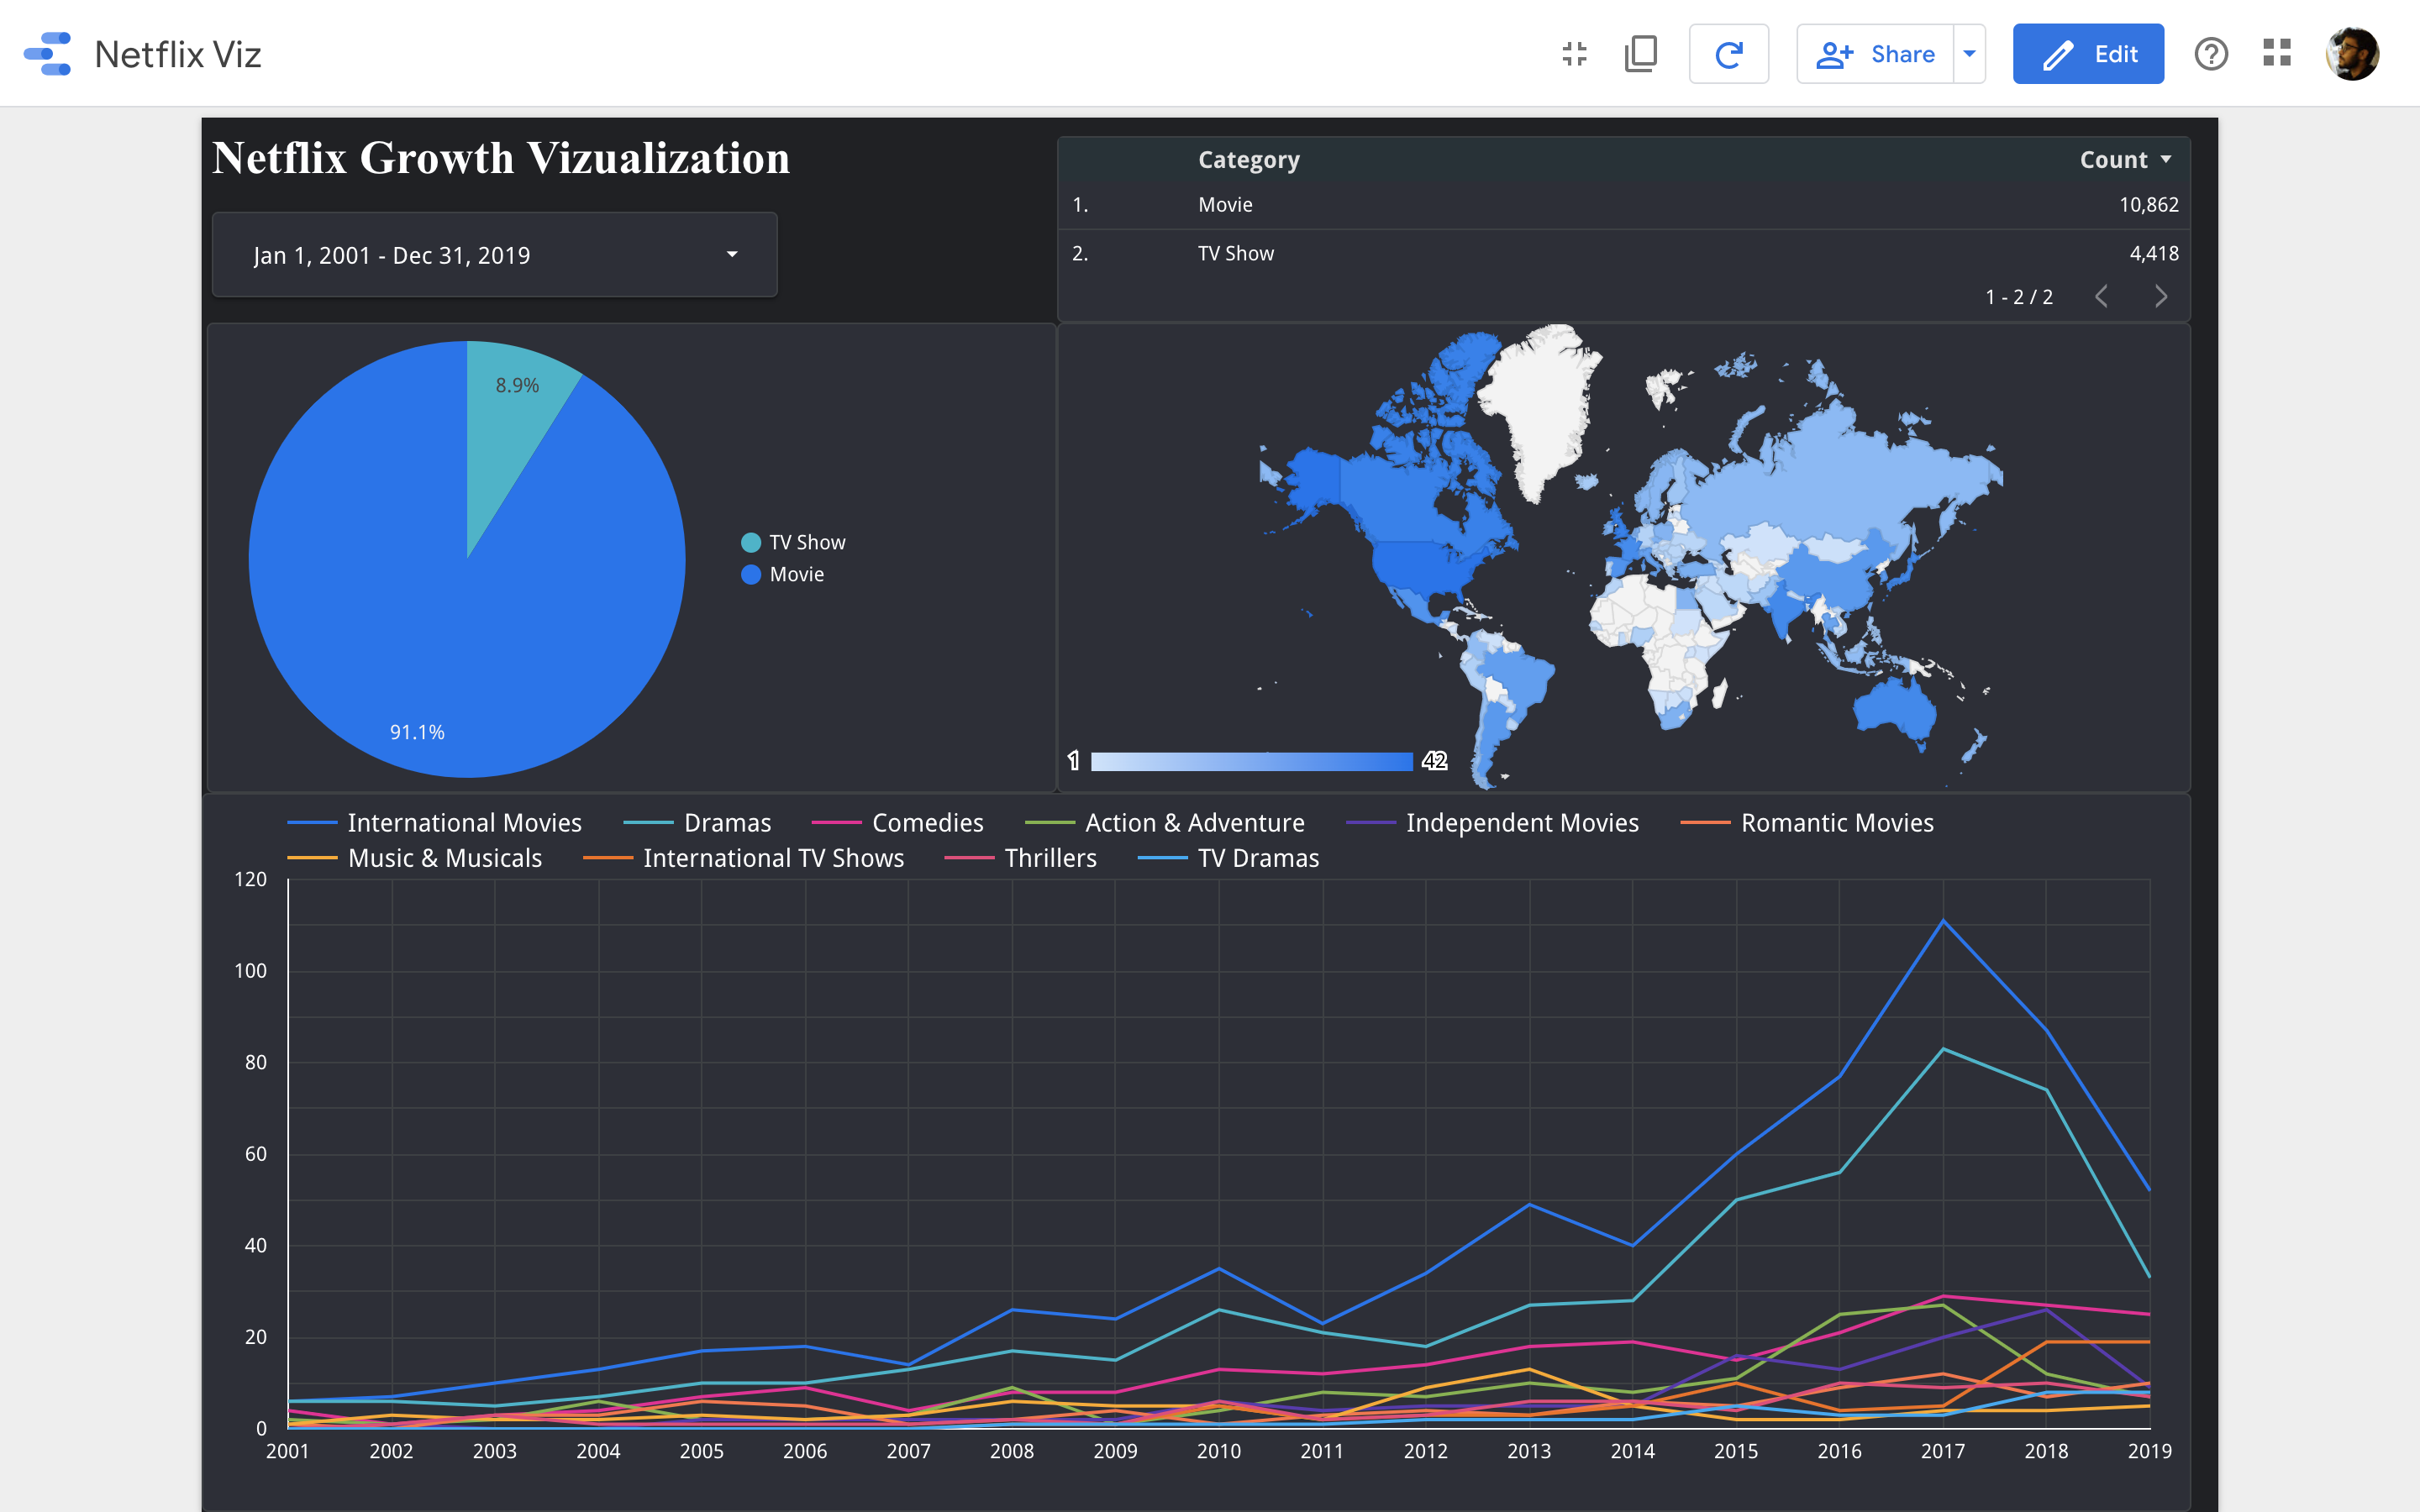 Netflix Viz
Share
Edit
Netflix Growth Vizualization
Jan 1, 2001 - Dec 31, 2019
Category Count
1. Movie 10,862
2. TV Show 4,418
1 - 2 / 2
8.9%
91.1%
TV Show
Movie
1 42
International Movies Dramas Comedies Action & Adventure Independent Movies Romantic Movies
Music & Musicals International TV Shows Thrillers TV Dramas
120
100
80
60
40
20
0
2001 2002 2003 2004 2005 2006 2007 2008 2009 2010 2011 2012 2013 2014 2015 2016 2017 2018 2019